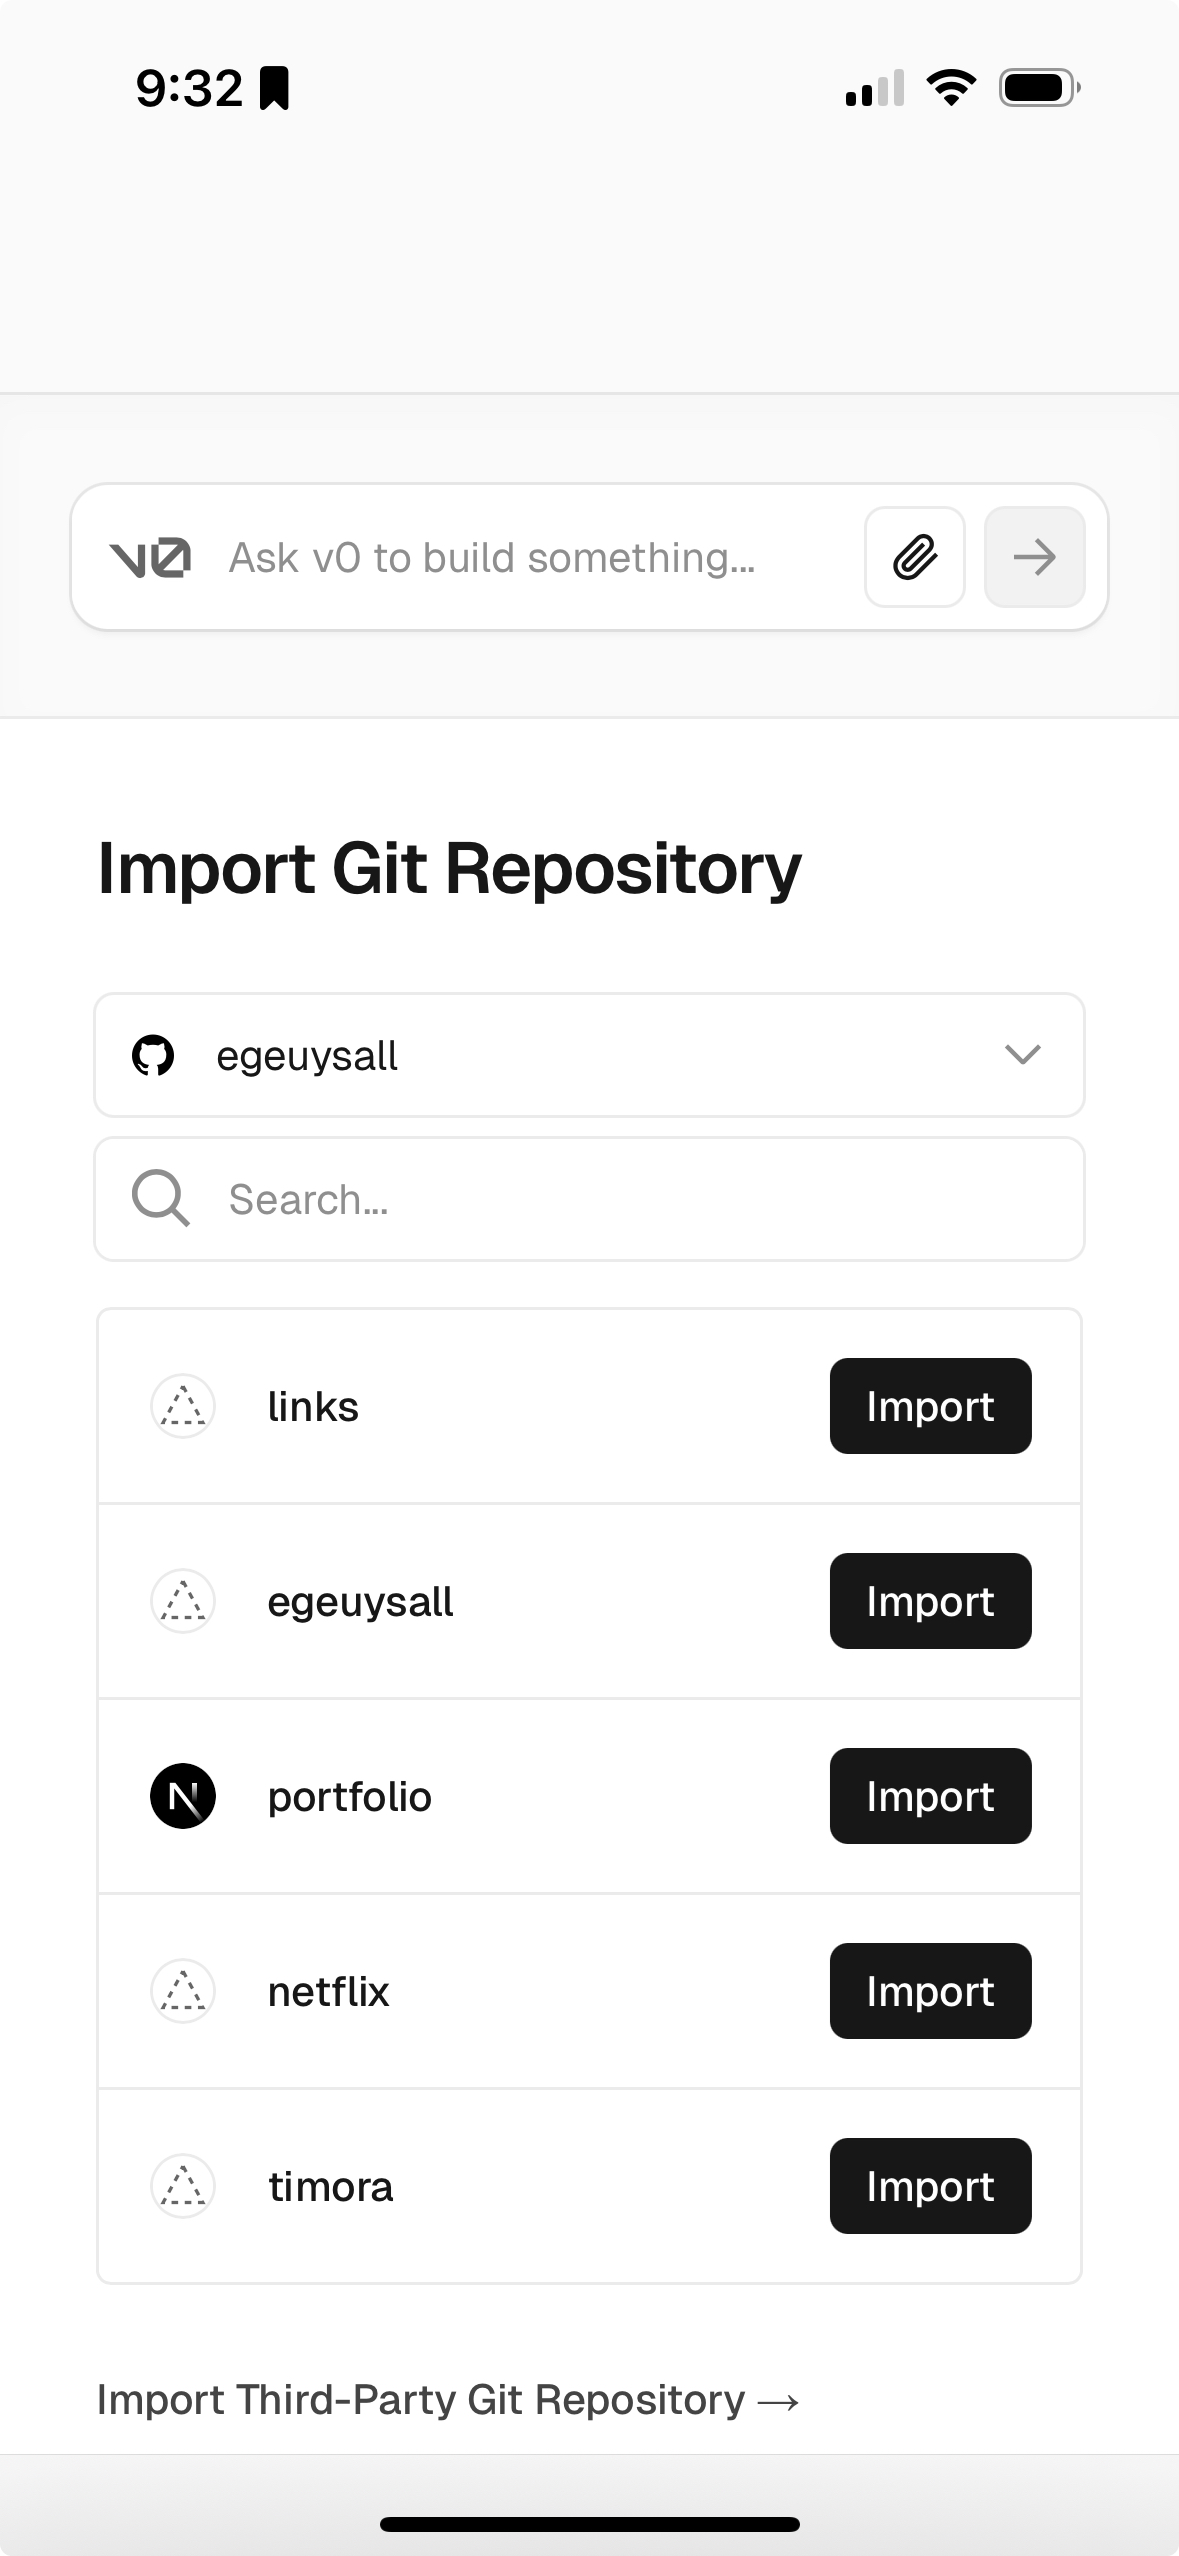 9:32
v0 Ask v0 to build something...
Import Git Repository
egeuysall
Search...
links Import
egeuysall Import
portfolio Import
netflix Import
timora Import
Import Third-Party Git Repository →